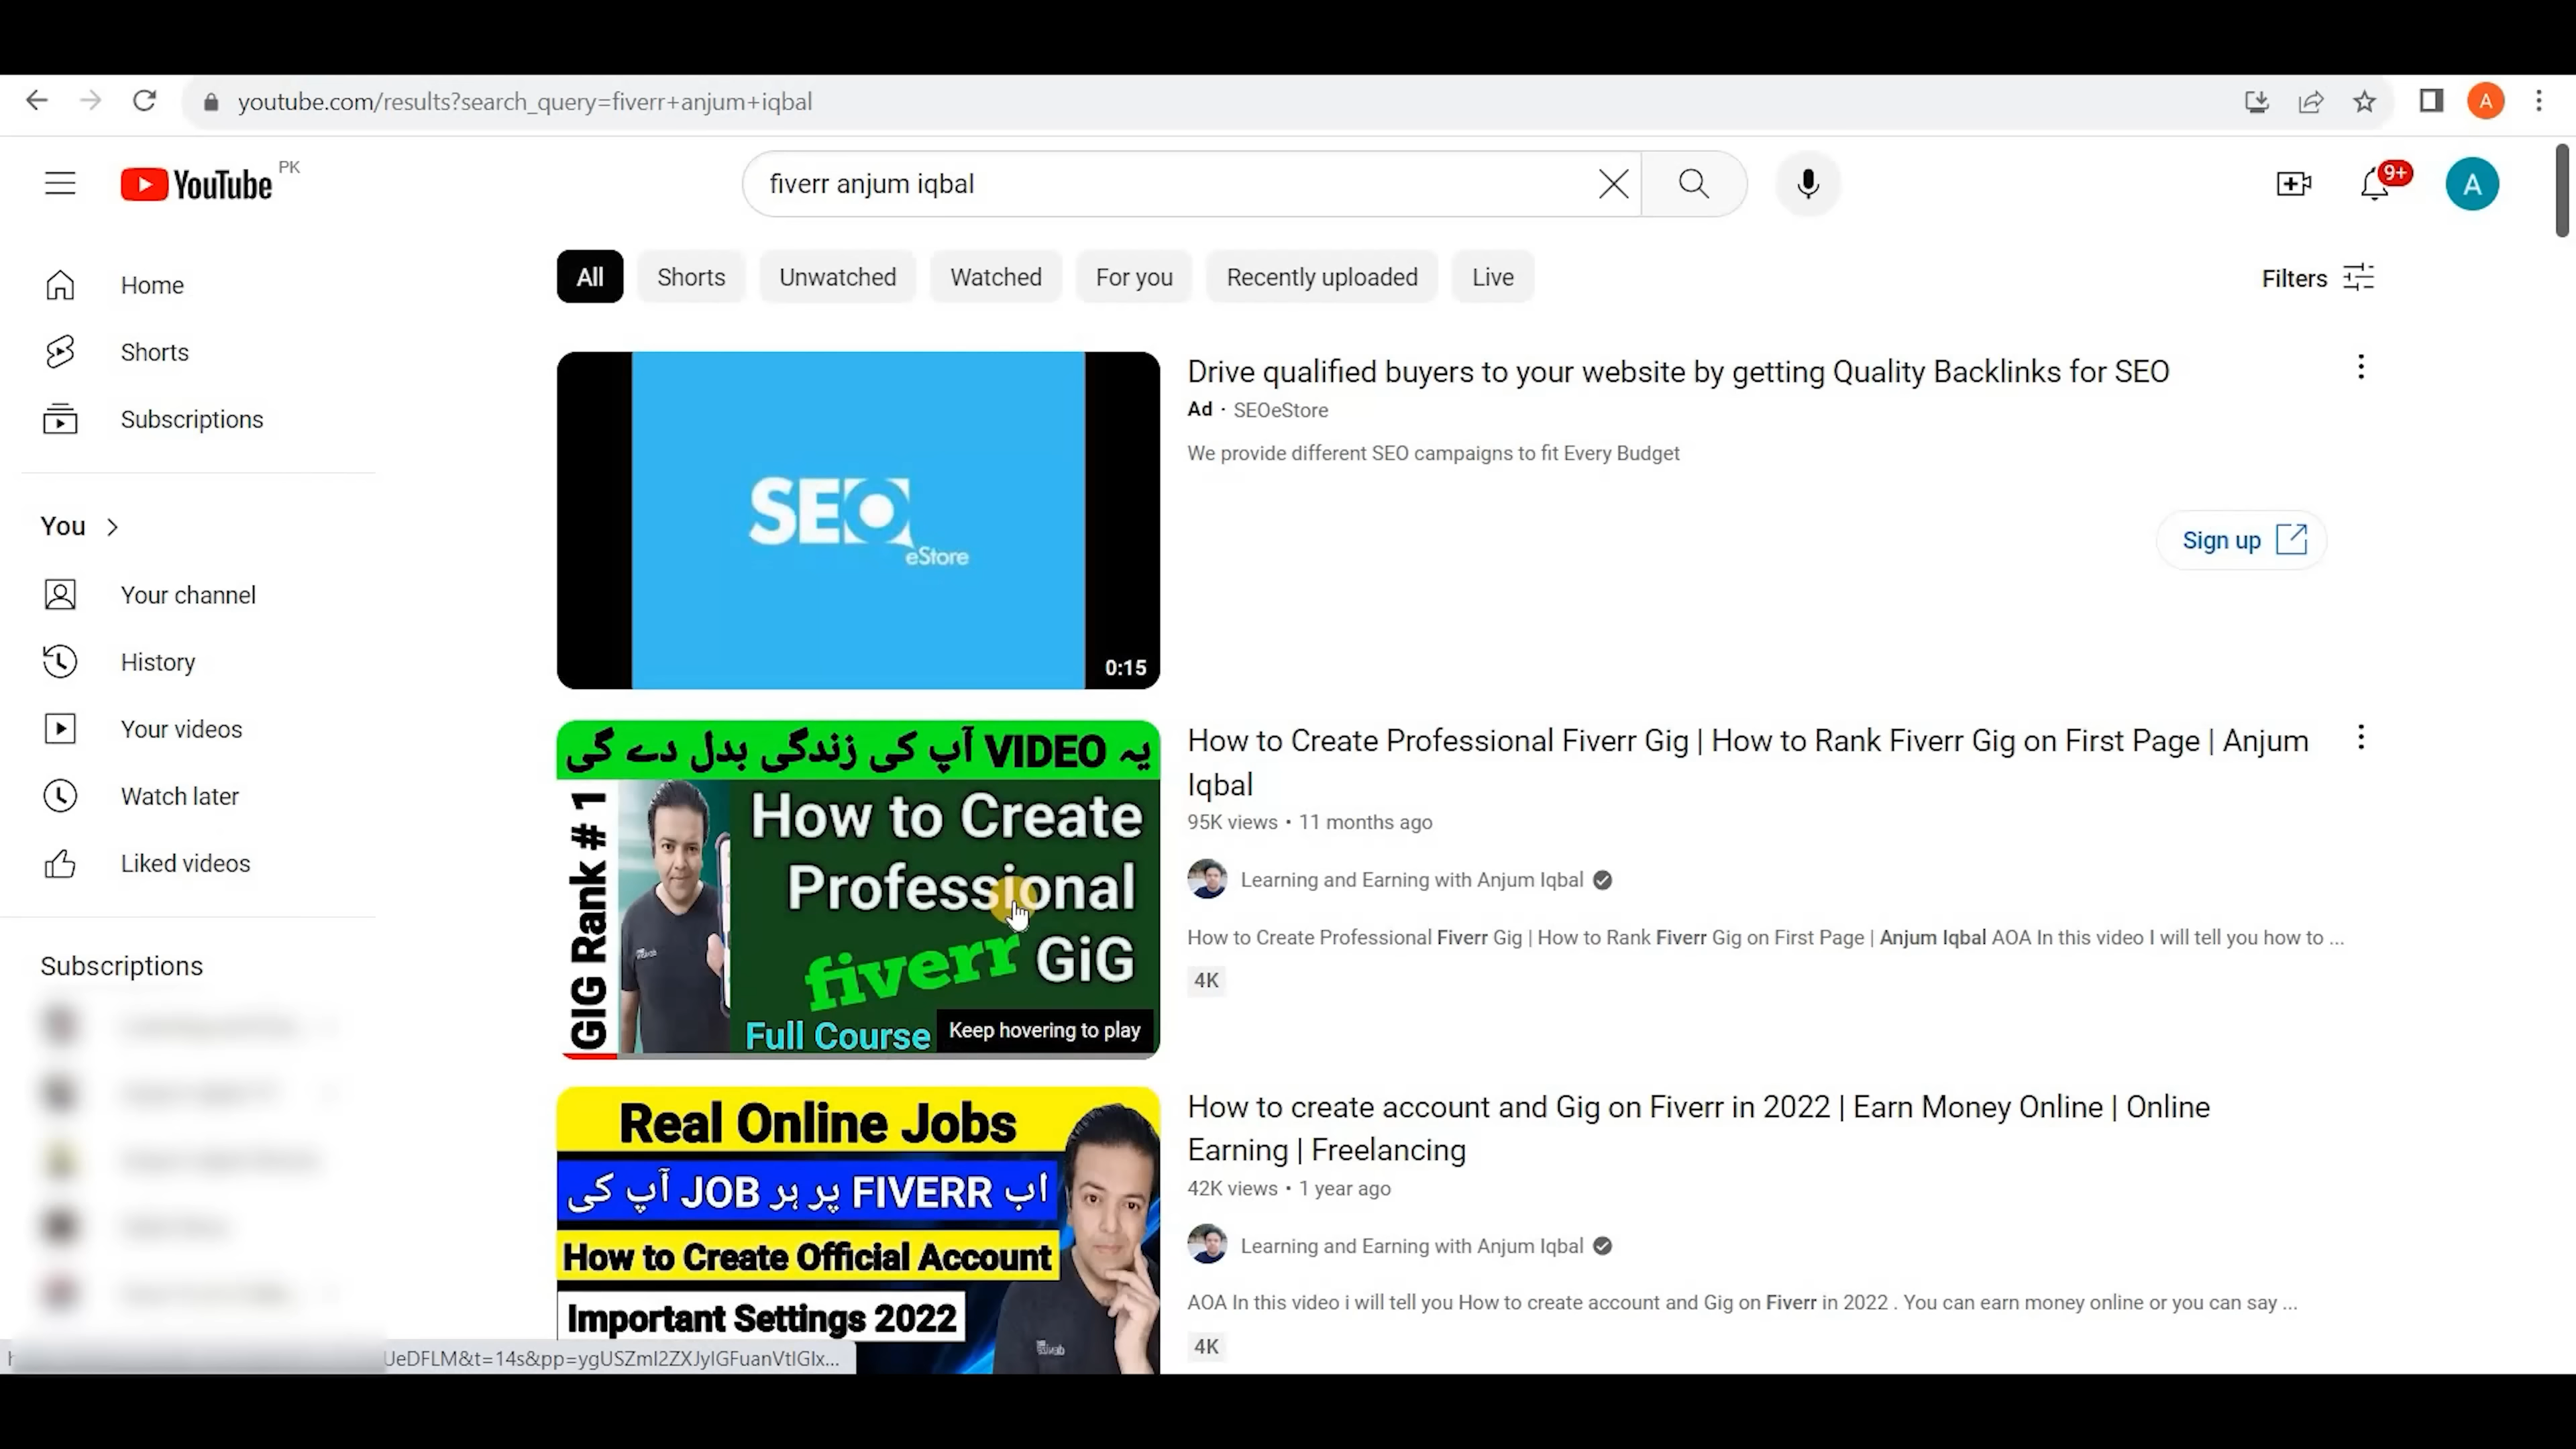 youtube.com/results?search_query=fiverr+anjum+iqbal
A
YouTube PK
fiverr anjum iqbal
9+
A
Home
Shorts
Subscriptions
You
Your channel
History
Your videos
Watch later
Liked videos
Subscriptions
All Shorts Unwatched Watched For you Recently uploaded Live
Filters
SEO
eStore
0:15
Drive qualified buyers to your website by getting Quality Backlinks for SEO
Ad · SEOeStore
We provide different SEO campaigns to fit Every Budget
Sign up
یہ VIDEO آپ کی زندگی بدل دے گی
GIG Rank # 1
How to Create
Professional
fiverr GiG
Full Course
Keep hovering to play
How to Create Professional Fiverr Gig | How to Rank Fiverr Gig on First Page | Anjum
Iqbal
95K views • 11 months ago
Learning and Earning with Anjum Iqbal
How to Create Professional Fiverr Gig | How to Rank Fiverr Gig on First Page | Anjum Iqbal AOA In this video I will tell you how to ...
4K
Real Online Jobs
اب FIVERR پر ہر JOB آپ کی
How to Create Official Account
Important Settings 2022
How to create account and Gig on Fiverr in 2022 | Earn Money Online | Online
Earning | Freelancing
42K views • 1 year ago
Learning and Earning with Anjum Iqbal
AOA In this video i will tell you How to create account and Gig on Fiverr in 2022 . You can earn money online or you can say ...
4K